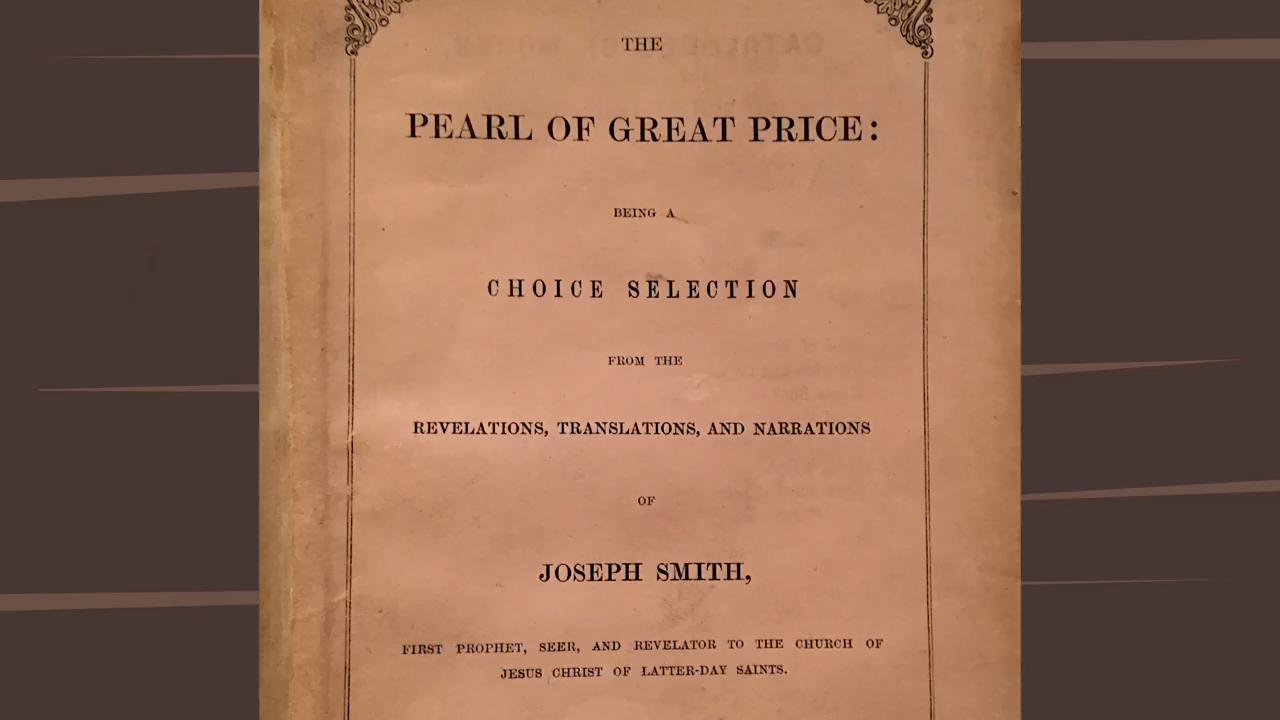 THE
PEARL OF GREAT PRICE:
BEING A
CHOICE SELECTION
FROM THE
REVELATIONS, TRANSLATIONS, AND NARRATIONS
OF
JOSEPH SMITH,
FIRST PROPHET, SEER, AND REVELATOR TO THE CHURCH OF
JESUS CHRIST OF LATTER-DAY SAINTS.